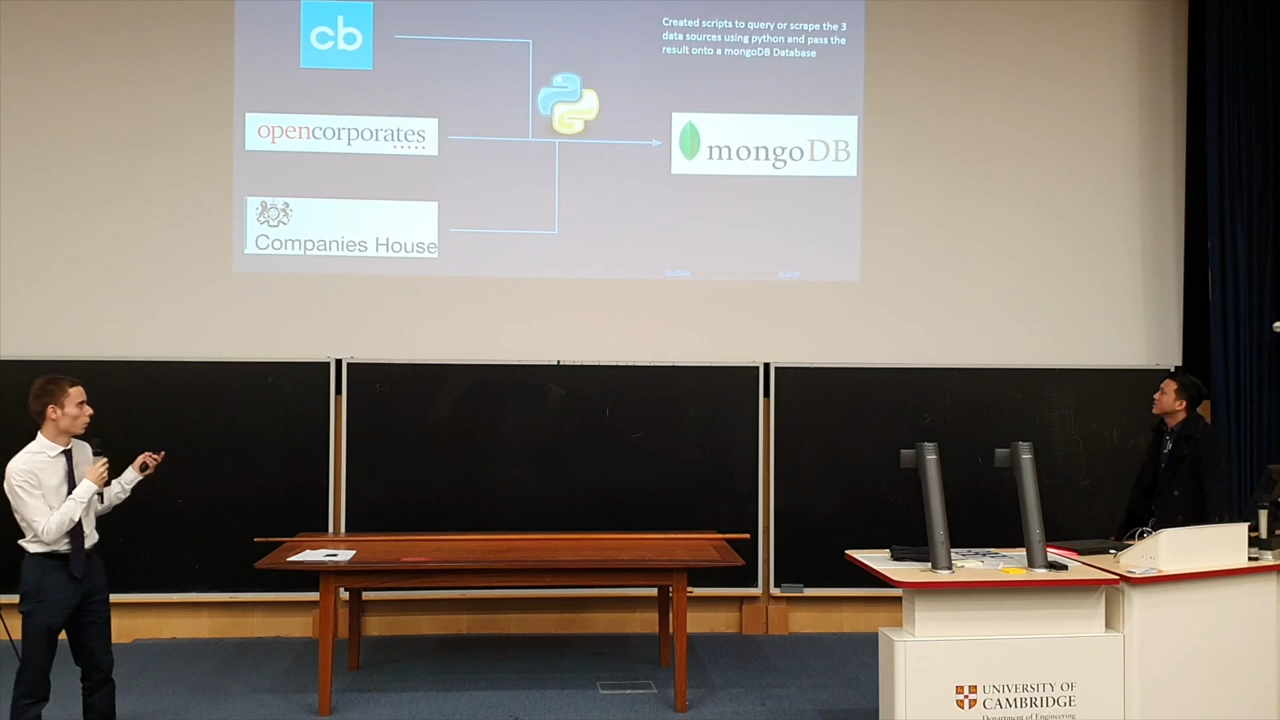 cb
Created scripts to query or scrape the 3
data sources using python and pass the
result onto a mongoDB Database
opencorporates
mongoDB
Companies House
UNIVERSITY OF
CAMBRIDGE
Department of Engineering